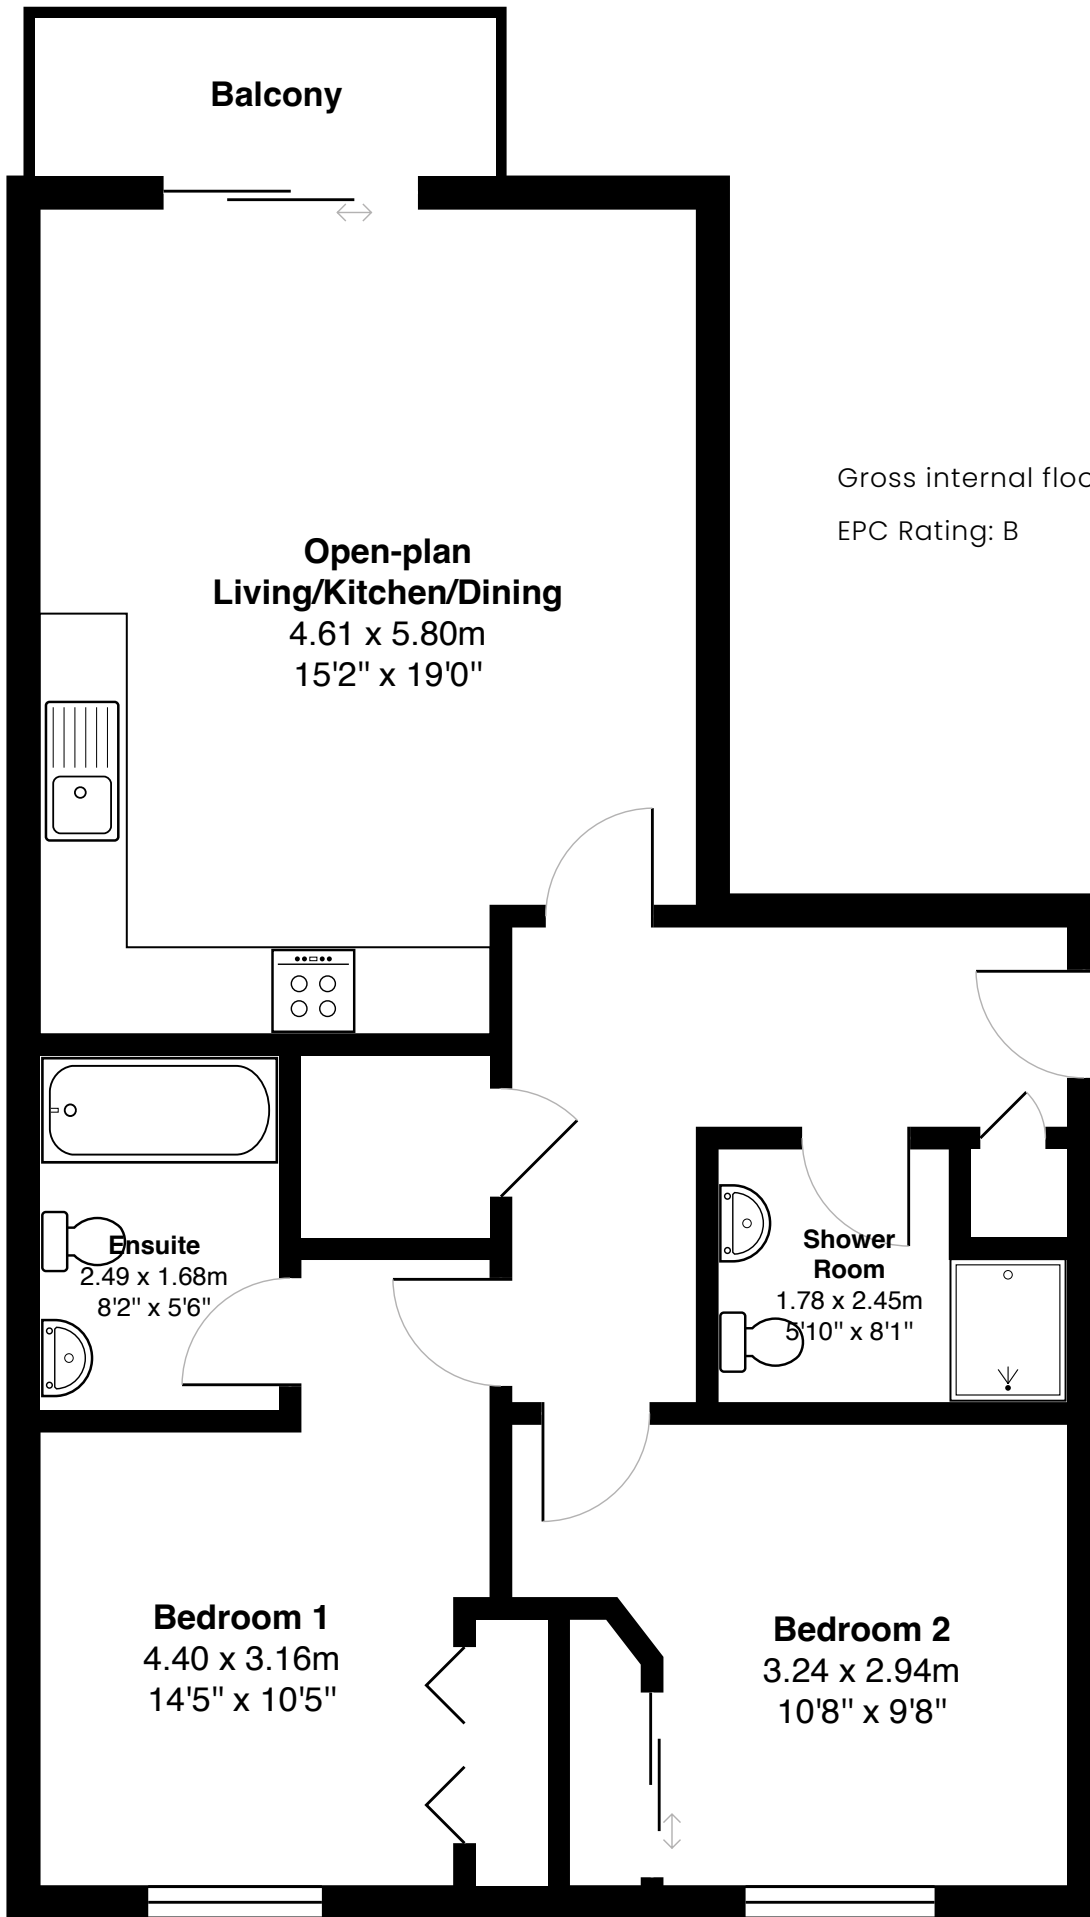 Balcony
Gross internal
EPC Rating: B
Open-plan
Living/Kitchen/Dining
4.61 x 5.80m
15'2" x 19'0"
Ensuite
2.49 x 1.68m
8'2" x 5'6"
Shower
Room
1.78 x 2.45m
5'10" x 8'1"
Bedroom 1
4.40 x 3.16m
14'5" x 10'5"
Bedroom 2
3.24 x 2.94m
10'8" x 9'8"